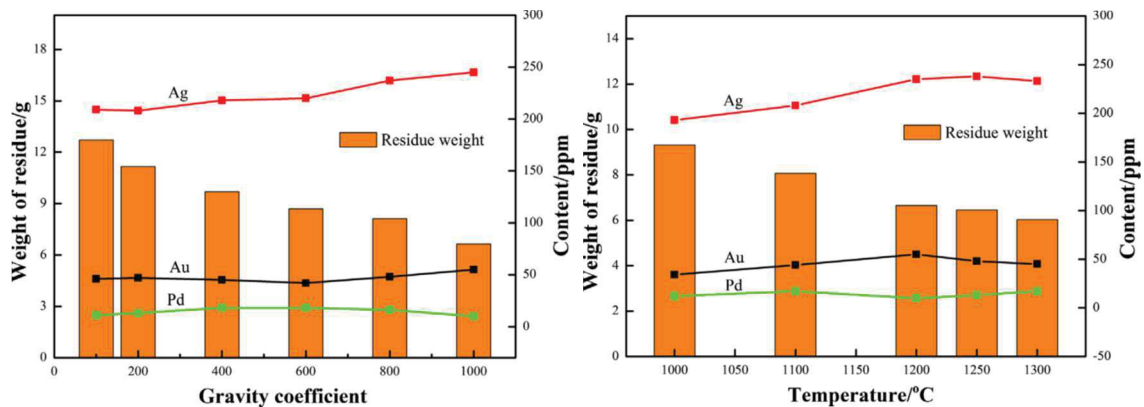 Weight of residue/g
18
15
12
9
6
3
0
Ag
Residue weight
Au
Pd
300
250
200
150
100
50
0
Content/ppm
0 200 400 600 800 1000
Gravity coefficient
Weight of residue/g
14
12
10
8
6
4
2
0
Ag
Residue weight
Au
Pd
300
250
200
150
100
50
0
-50
Content/ppm
1000 1050 1100 1150 1200 1250 1300
Temperature/°C